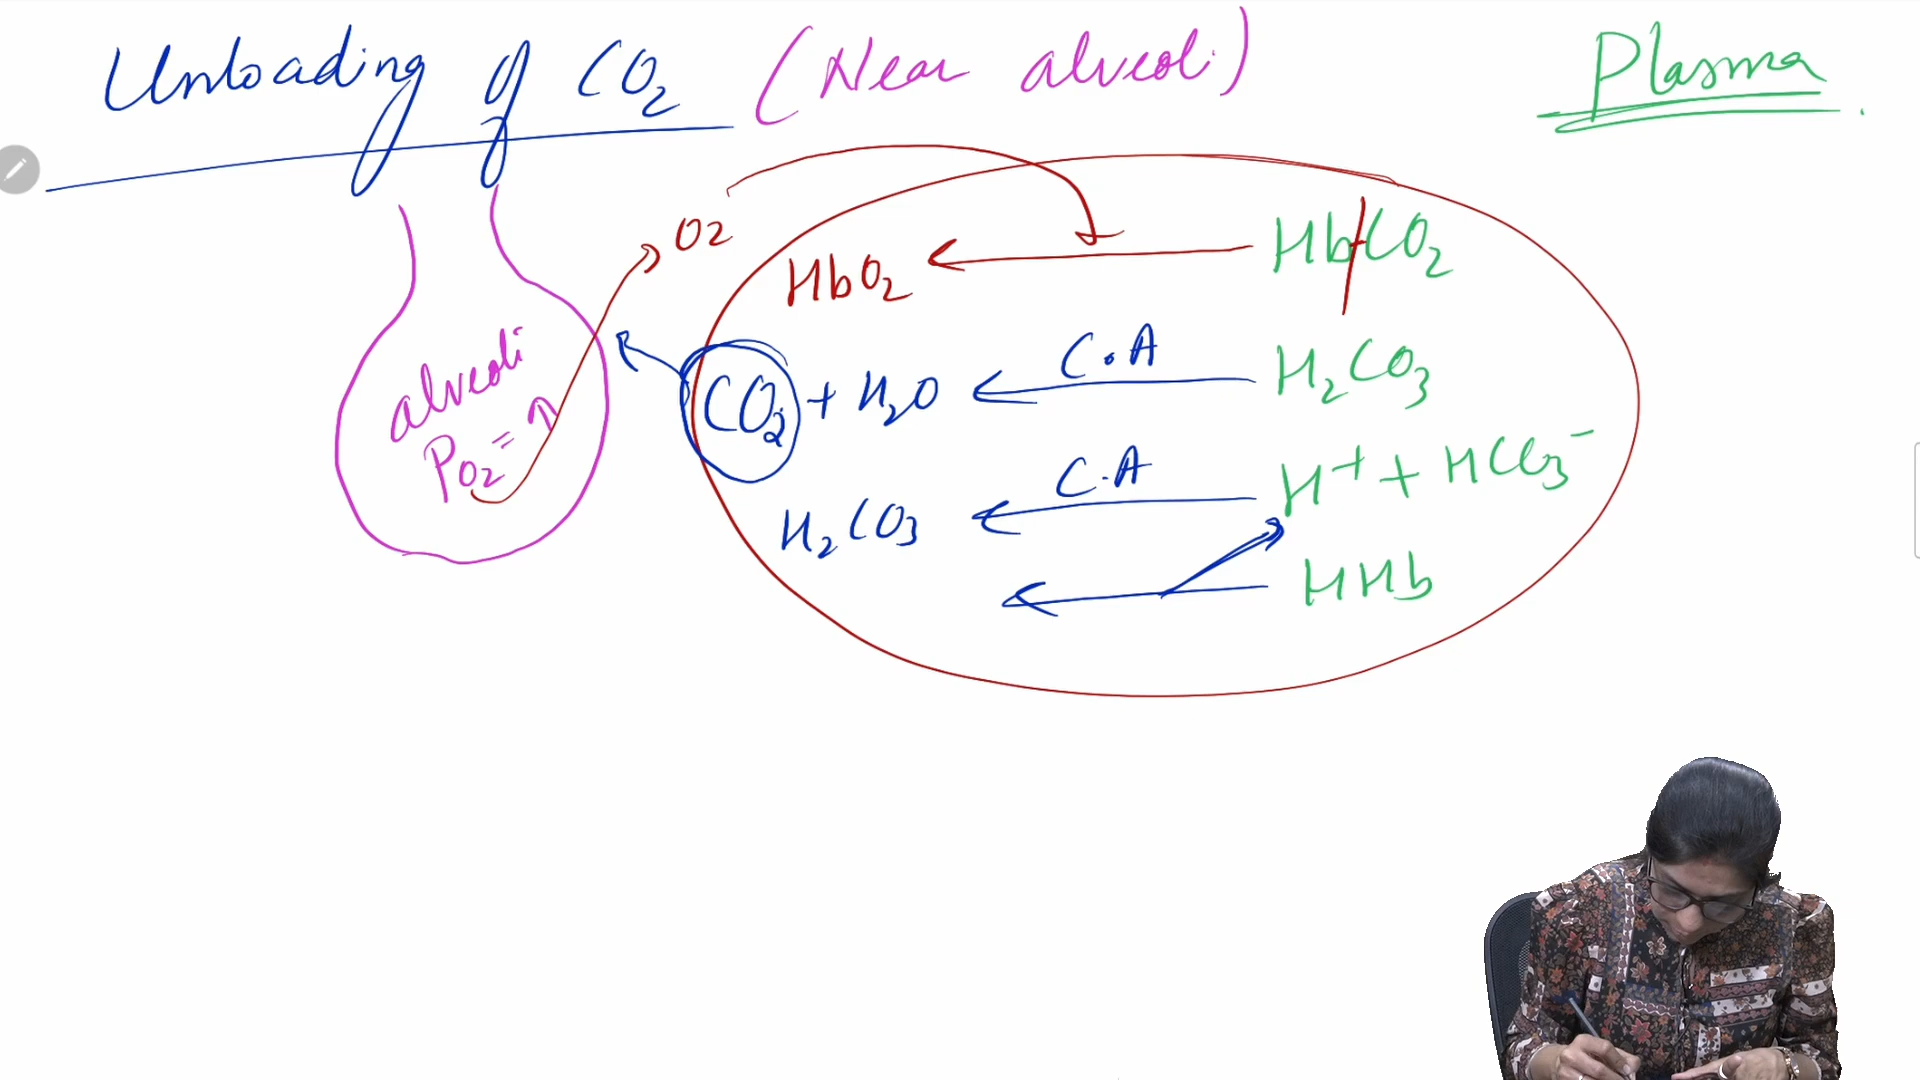 Unloading of CO2 (Near alveoli)
Plasma
O2
HbO2 ← HbCO2
alveoli
PO2 = ↑
CO2 + H2O ← C.A H2CO3
H2CO3 ← C.A H+ + HCO3-
← HHb